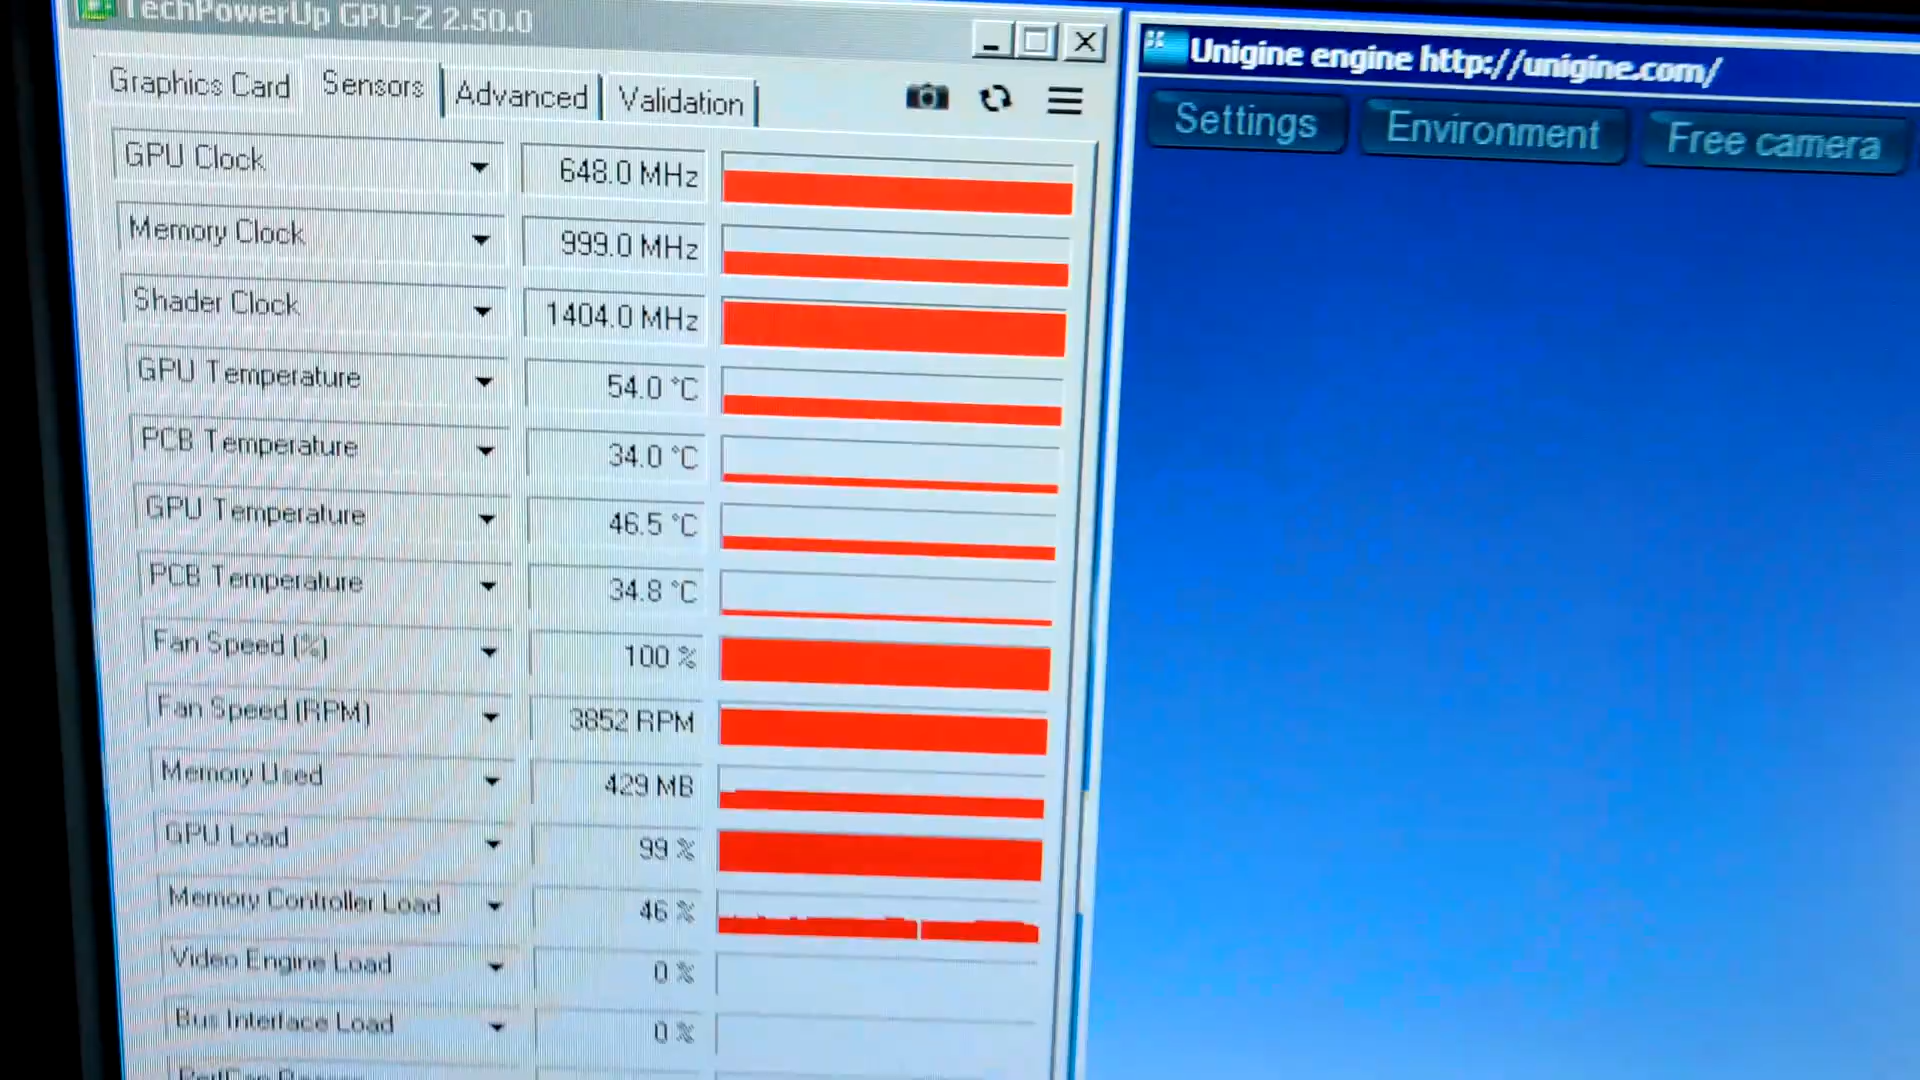 TechPowerUp GPU-Z 2.50.0
Graphics Card Sensors Advanced Validation
GPU Clock 648.0 MHz
Memory Clock 999.0 MHz
Shader Clock 1404.0 MHz
GPU Temperature 54.0 °C
PCB Temperature 34.0 °C
GPU Temperature 46.5 °C
PCB Temperature 34.8 °C
Fan Speed (%) 100 %
Fan Speed (RPM) 3852 RPM
Memory Used 429 MB
GPU Load 99 %
Memory Controller Load 46 %
Video Engine Load 0 %
Bus Interface Load 0 %
Unigine engine http://unigine.com/
Settings Environment Free camera